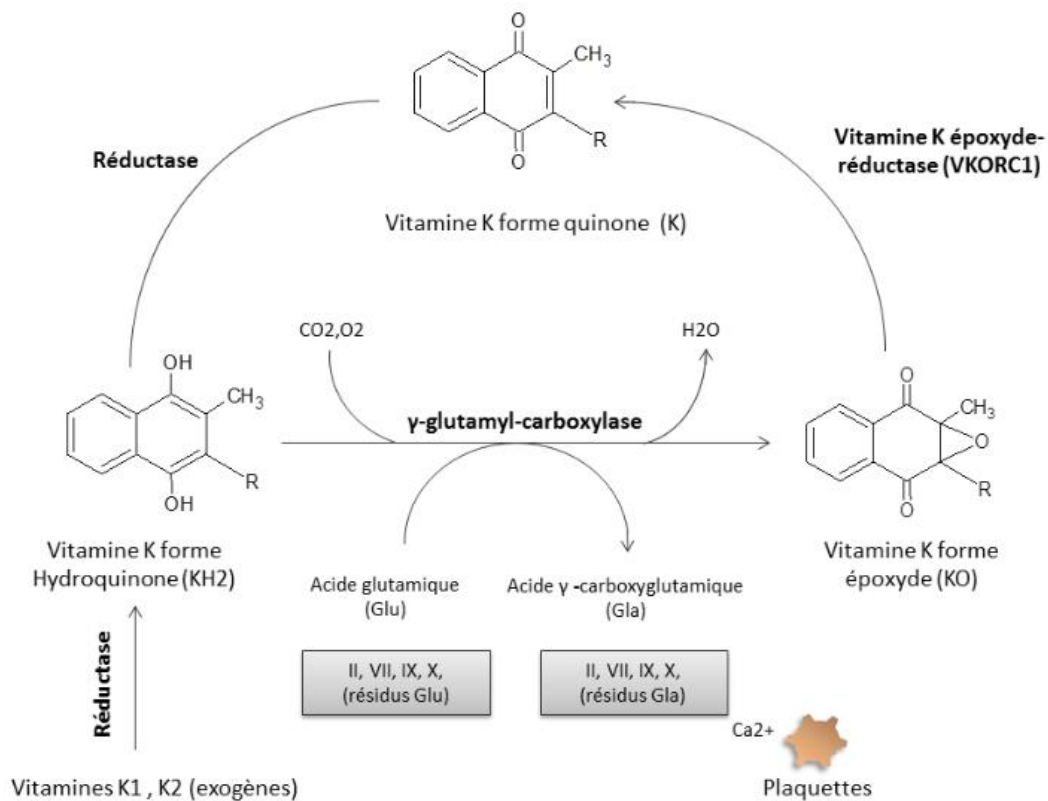 O
CH3
R
O
Réductase
Vitamine K époxyde-
réductase (VKORC1)
Vitamine K forme quinone (K)
CO2,O2
H2O
OH
CH3
R
OH
γ-glutamyl-carboxylase
O
CH3
O
R
O
Vitamine K forme
Hydroquinone (KH2)
Vitamine K forme
époxyde (KO)
Acide glutamique
(Glu)
Acide γ -carboxyglutamique
(Gla)
Réductase
II, VII, IX, X,
(résidus Glu)
II, VII, IX, X,
(résidus Gla)
Ca2+
Plaquettes
Vitamines K1 , K2 (exogènes)